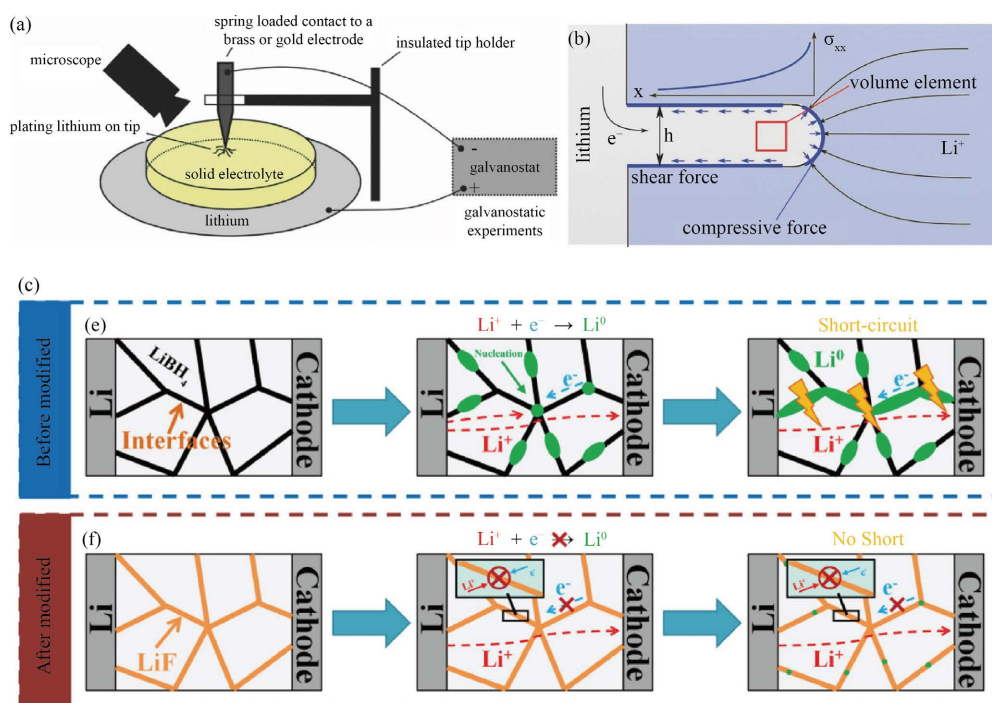 (a)
spring loaded contact to a
brass or gold electrode
insulated tip holder
microscope
plating lithium on tip
solid electrolyte
lithium
-
+
galvanostat
galvanostatic
experiments
(b)
σxx
x
volume element
lithium
e⁻
h
Li⁺
shear force
compressive force
(c)
Before modified
(e)
Li
LiBH₄
Interfaces
Cathode
Li⁺ + e⁻ → Li⁰
Li
Nucleation
e⁻
Li⁺
Cathode
Short-circuit
Li
Li⁰
Li⁺
Cathode
After modified
(f)
Li
LiF
Cathode
Li⁺ + e⁻ → Li⁰
Li
Li⁺
e⁻
e⁻
Li⁺
Cathode
No Short
Li
Li⁺
e⁻
e⁻
Li⁺
Cathode